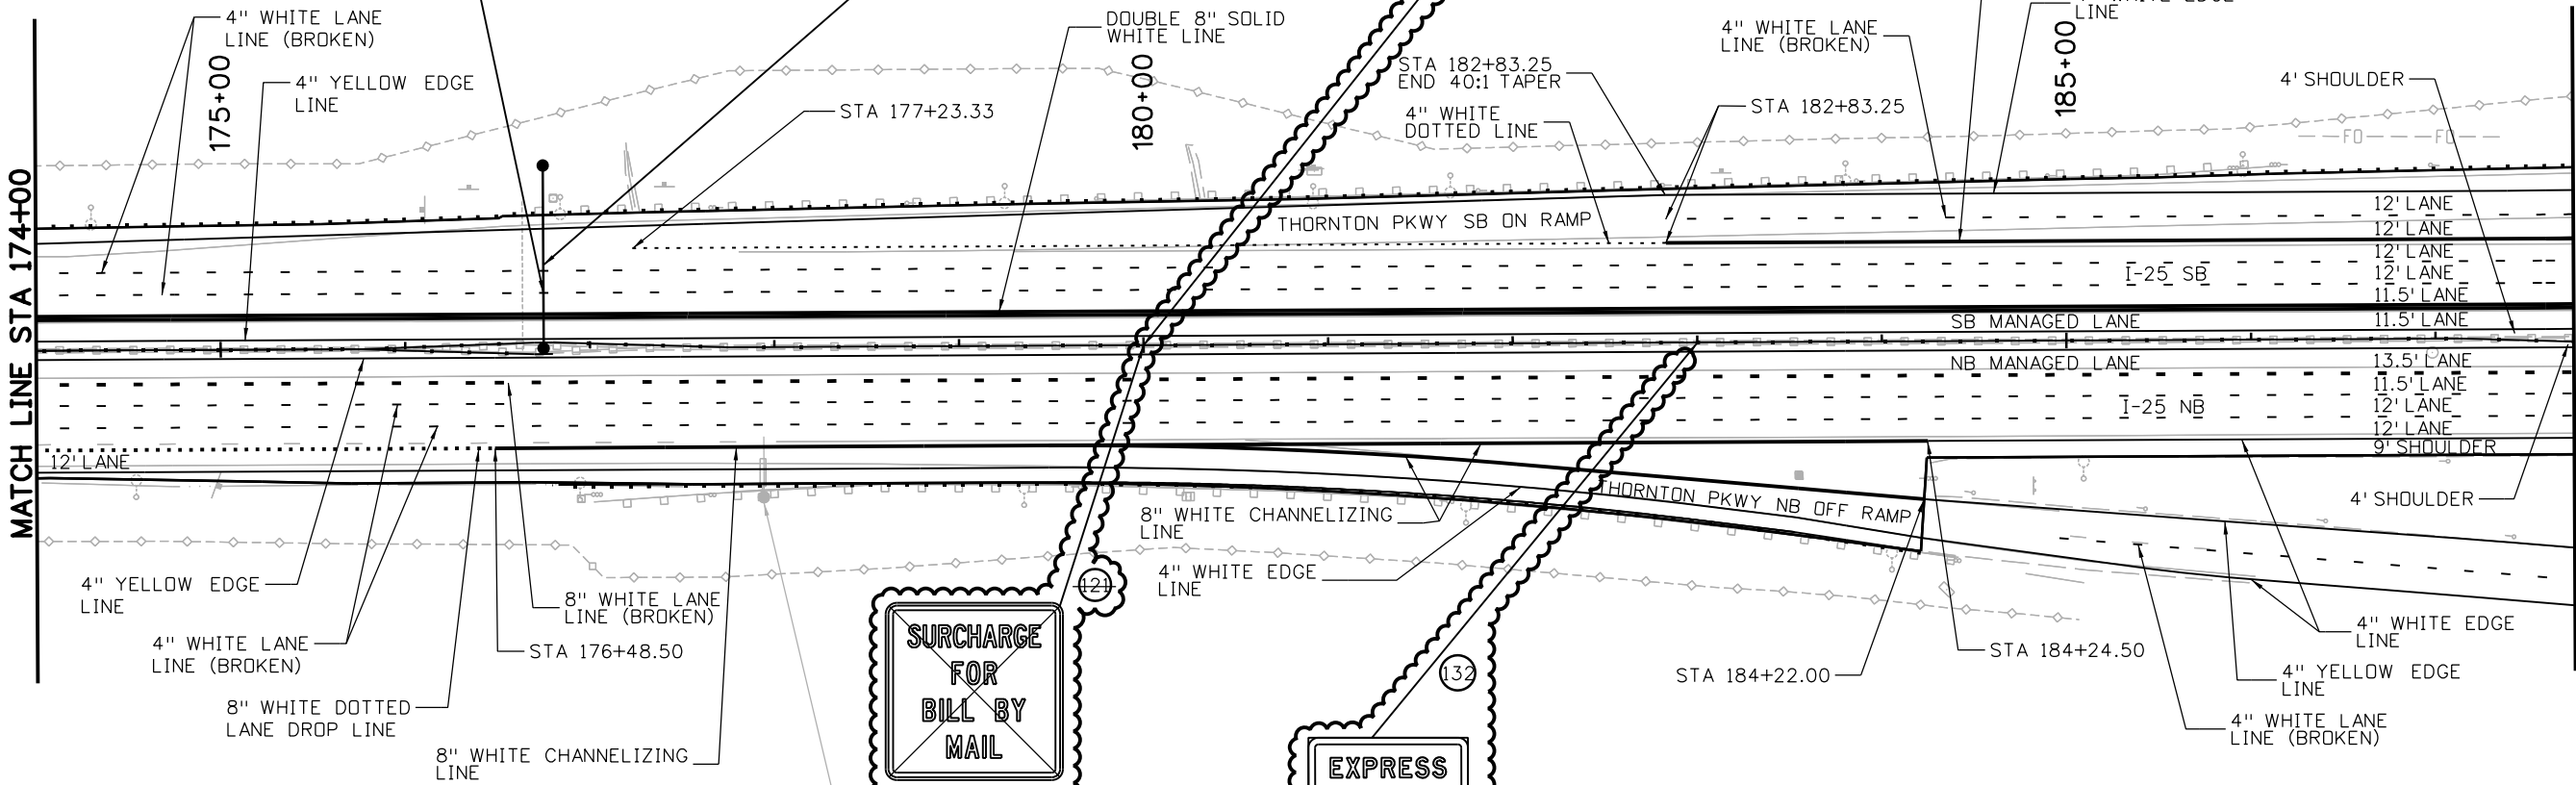 4" WHITE LANE
LINE (BROKEN)
175+00
4" YELLOW EDGE
LINE
STA 177+23.33
DOUBLE 8" SOLID
WHITE LINE
180+00
STA 182+83.25
END 40:1 TAPER
4" WHITE
DOTTED LINE
4" WHITE LANE
LINE (BROKEN)
STA 182+83.25
LINE
185+00
4' SHOULDER
FO
FO
MATCH LINE STA 174+00
THORNTON PKWY SB ON RAMP
12' LANE
12' LANE
12' LANE
I-25 SB
12' LANE
11.5' LANE
SB MANAGED LANE
11.5' LANE
NB MANAGED LANE
13.5' LANE
11.5' LANE
I-25 NB
12' LANE
12' LANE
9' SHOULDER
12' LANE
THORNTON PKWY NB OFF RAMP
4' SHOULDER
8" WHITE CHANNELIZING
LINE
4" WHITE EDGE
LINE
4" YELLOW EDGE
LINE
121
8" WHITE LANE
LINE (BROKEN)
4" WHITE LANE
LINE (BROKEN)
STA 176+48.50
SURCHARGE
FOR
BILL BY
MAIL
132
STA 184+22.00
STA 184+24.50
4" WHITE EDGE
LINE
4" YELLOW EDGE
LINE
8" WHITE DOTTED
LANE DROP LINE
4" WHITE LANE
LINE (BROKEN)
8" WHITE CHANNELIZING
LINE
EXPRESS